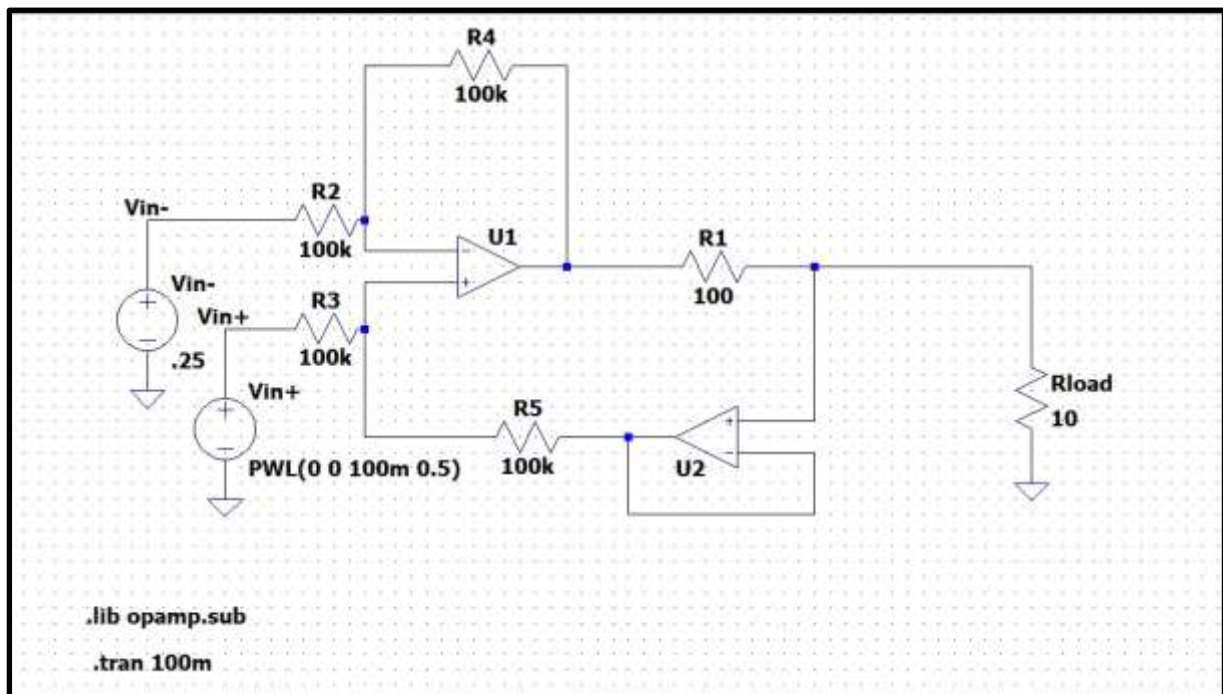 R4
100k
R2
Vin-
100k
U1
R1
100
Vin-
R3
Vin+
100k
.25
Vin+
Rload
10
R5
100k
U2
PWL(0 0 100m 0.5)
.lib opamp.sub
.tran 100m